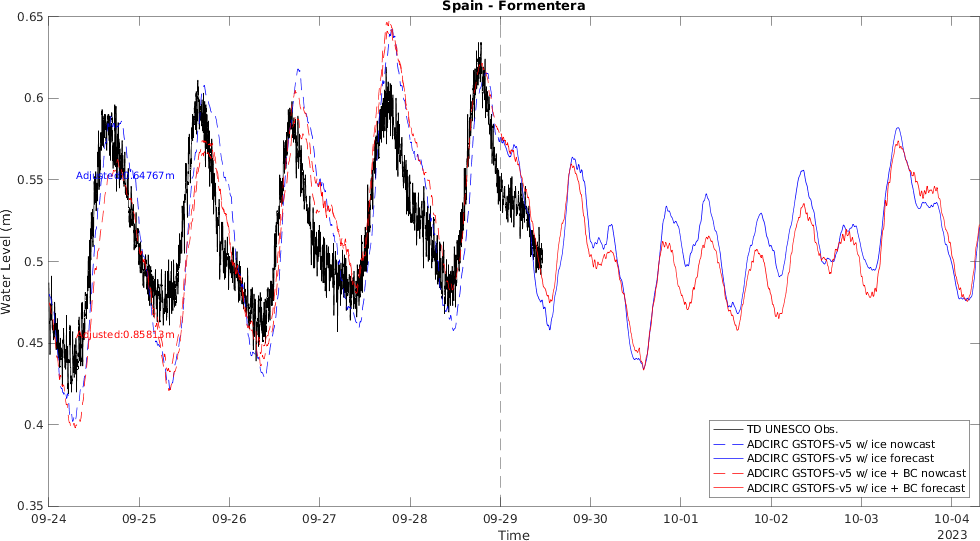 Spain - Formentera
0.65
0.6
0.55
0.5
0.45
0.4
0.35
Water Level (m)
Adjusted:0.64767m
Adjusted:0.85813m
TD UNESCO Obs.
ADCIRC GSTOFS-v5 w/ ice nowcast
ADCIRC GSTOFS-v5 w/ ice forecast
ADCIRC GSTOFS-v5 w/ ice + BC nowcast
ADCIRC GSTOFS-v5 w/ ice + BC forecast
09-24 09-25 09-26 09-27 09-28 09-29 09-30 10-01 10-02 10-03 10-04
Time
2023